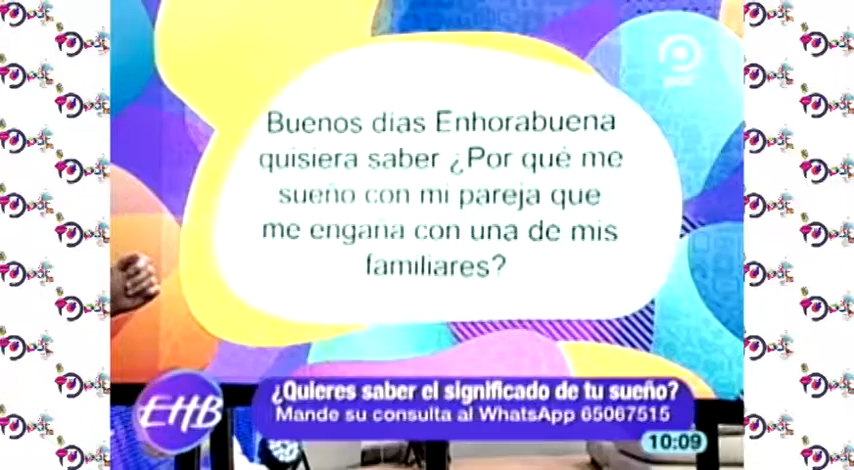 Buenos días Enhorabuena
quisiera saber ¿Por qué me
sueño con mi pareja que
me engaña con una de mis
familiares?
¿Quieres saber el significado de tu sueño?
EHB
Mande su consulta al WhatsApp 65067515
10:09